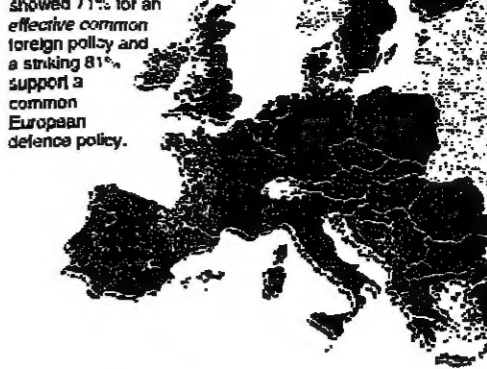 showed 71% for an
effective common
foreign policy and
a striking 81%
support a
common
European
defence policy.